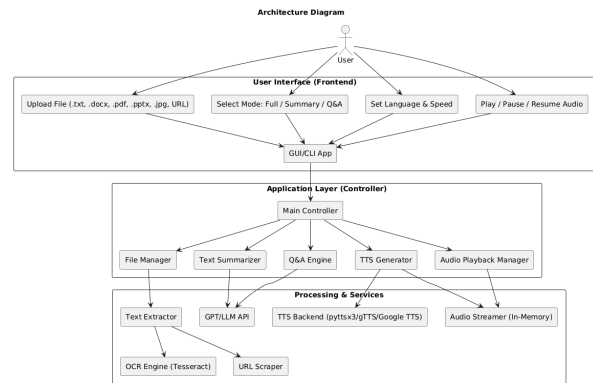 Architecture Diagram
User
User Interface (Frontend)
Upload File (.txt, .docx, .pdf, .pptx, .jpg, URL)
Select Mode: Full / Summary / Q&A
Set Language & Speed
Play / Pause / Resume Audio
GUI/CLI App
Application Layer (Controller)
Main Controller
File Manager
Text Summarizer
Q&A Engine
TTS Generator
Audio Playback Manager
Processing & Services
Text Extractor
GPT/LLM API
TTS Backend (pyttsx3/gTTS/Google TTS)
Audio Streamer (In-Memory)
OCR Engine (Tesseract)
URL Scraper